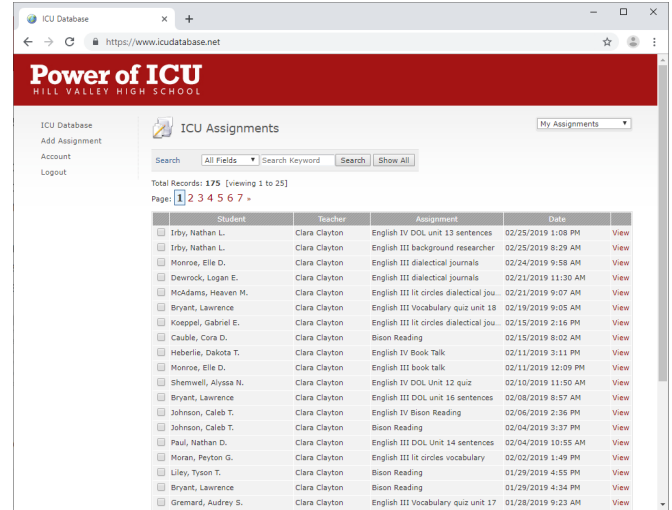 ICU Database
https://www.icudatabase.net
Power of ICU
HILL VALLEY HIGH SCHOOL
ICU Database
Add Assignment
Account
Logout
ICU Assignments
My Assignments
Search All Fields Search Keyword Search Show All
Total Records: 175 [viewing 1 to 25]
Page: 1 2 3 4 5 6 7 »
Student Teacher Assignment Date
Irby, Nathan L. Clara Clayton English IV DOL unit 13 sentences 02/25/2019 1:08 PM View
Irby, Nathan L. Clara Clayton English III background researcher 02/25/2019 8:29 AM View
Monroe, Elle D. Clara Clayton English III dialectical journals 02/24/2019 9:58 AM View
Dewrock, Logan E. Clara Clayton English III dialectical journals 02/21/2019 11:30 AM View
McAdams, Heaven M. Clara Clayton English III lit circles dialectical jou... 02/21/2019 9:07 AM View
Bryant, Lawrence Clara Clayton English III Vocabulary quiz unit 18 02/19/2019 9:05 AM View
Koeppel, Gabriel E. Clara Clayton English III lit circles dialectical jou... 02/15/2019 2:16 PM View
Cauble, Cora D. Clara Clayton Bison Reading 02/15/2019 8:02 AM View
Heberlie, Dakota T. Clara Clayton English IV Book Talk 02/11/2019 3:11 PM View
Monroe, Elle D. Clara Clayton English III book talk 02/11/2019 12:09 PM View
Shemwell, Alyssa N. Clara Clayton English IV DOL Unit 12 quiz 02/10/2019 11:50 AM View
Bryant, Lawrence Clara Clayton English III DOL unit 16 sentences 02/08/2019 8:57 AM View
Johnson, Caleb T. Clara Clayton English IV Bison Reading 02/06/2019 2:36 PM View
Johnson, Caleb T. Clara Clayton Bison Reading 02/04/2019 3:37 PM View
Paul, Nathan D. Clara Clayton English III DOL Unit 14 sentences 02/04/2019 10:55 AM View
Moran, Peyton G. Clara Clayton English III lit circles vocabulary 02/02/2019 1:49 PM View
Liley, Tyson T. Clara Clayton Bison Reading 01/29/2019 4:55 PM View
Bryant, Lawrence Clara Clayton Bison Reading 01/29/2019 4:34 PM View
Gremard, Audrey S. Clara Clayton English III Vocabulary quiz unit 17 01/28/2019 9:23 AM View